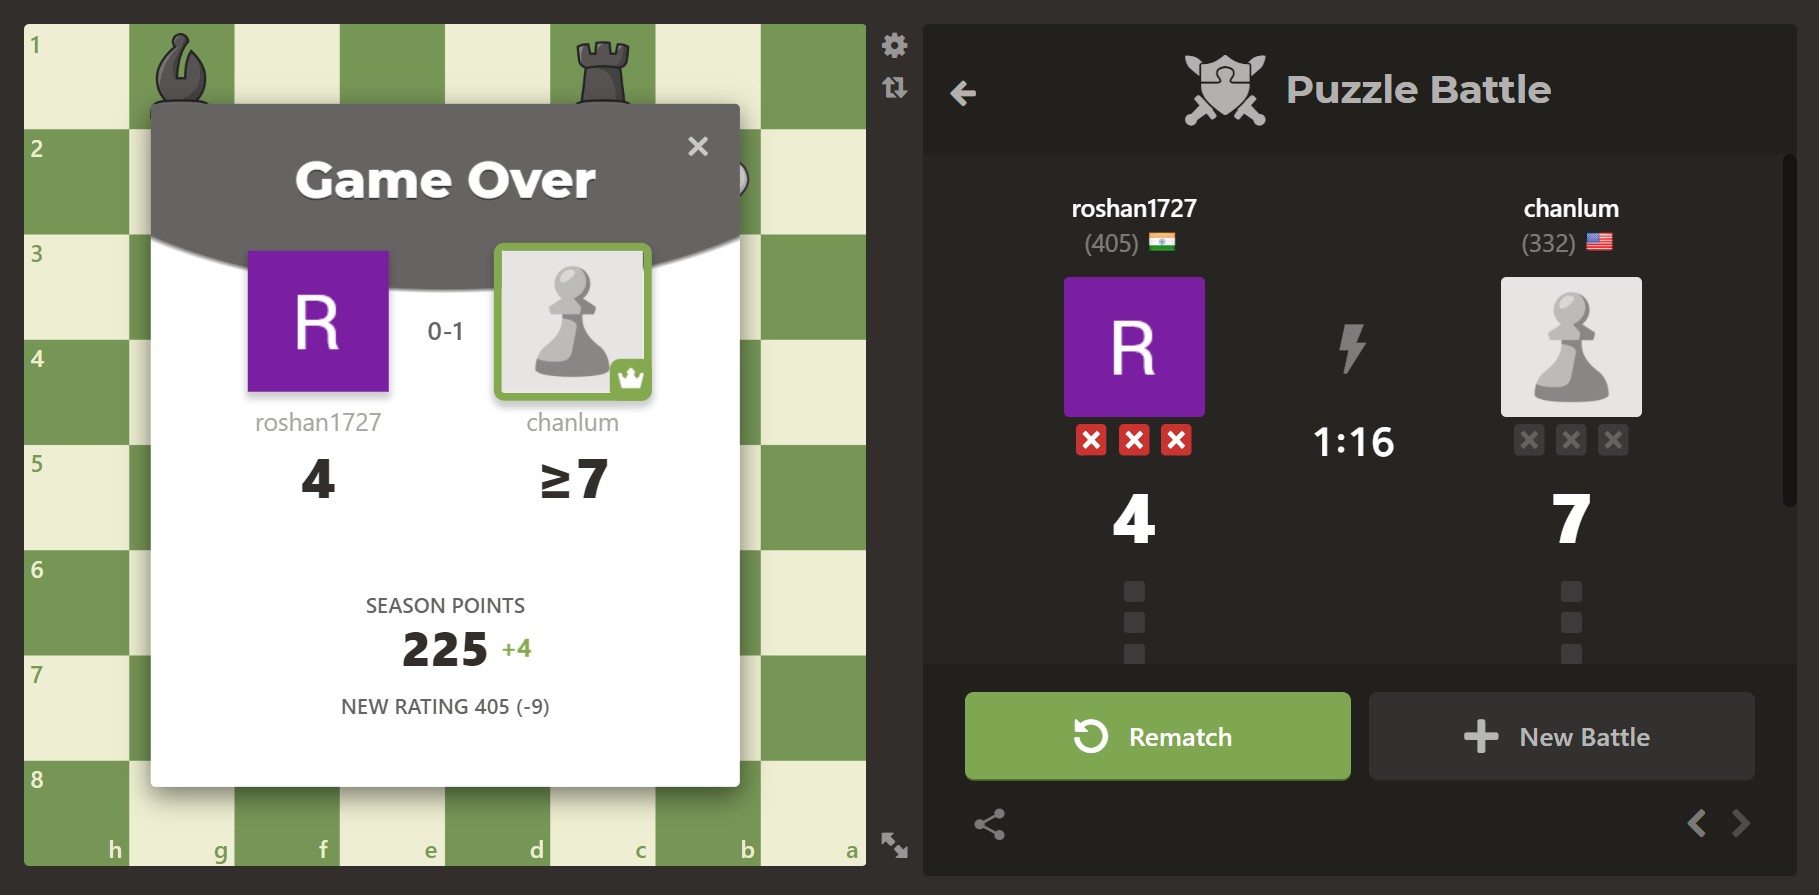 1
2
3
4
5
6
7
8
h g f e d c b a
Game Over
R
0-1
roshan1727
chanlum
4
≥7
SEASON POINTS
225 +4
NEW RATING 405 (-9)
Puzzle Battle
roshan1727
(405)
chanlum
(332)
R
1:16
4
7
Rematch
New Battle